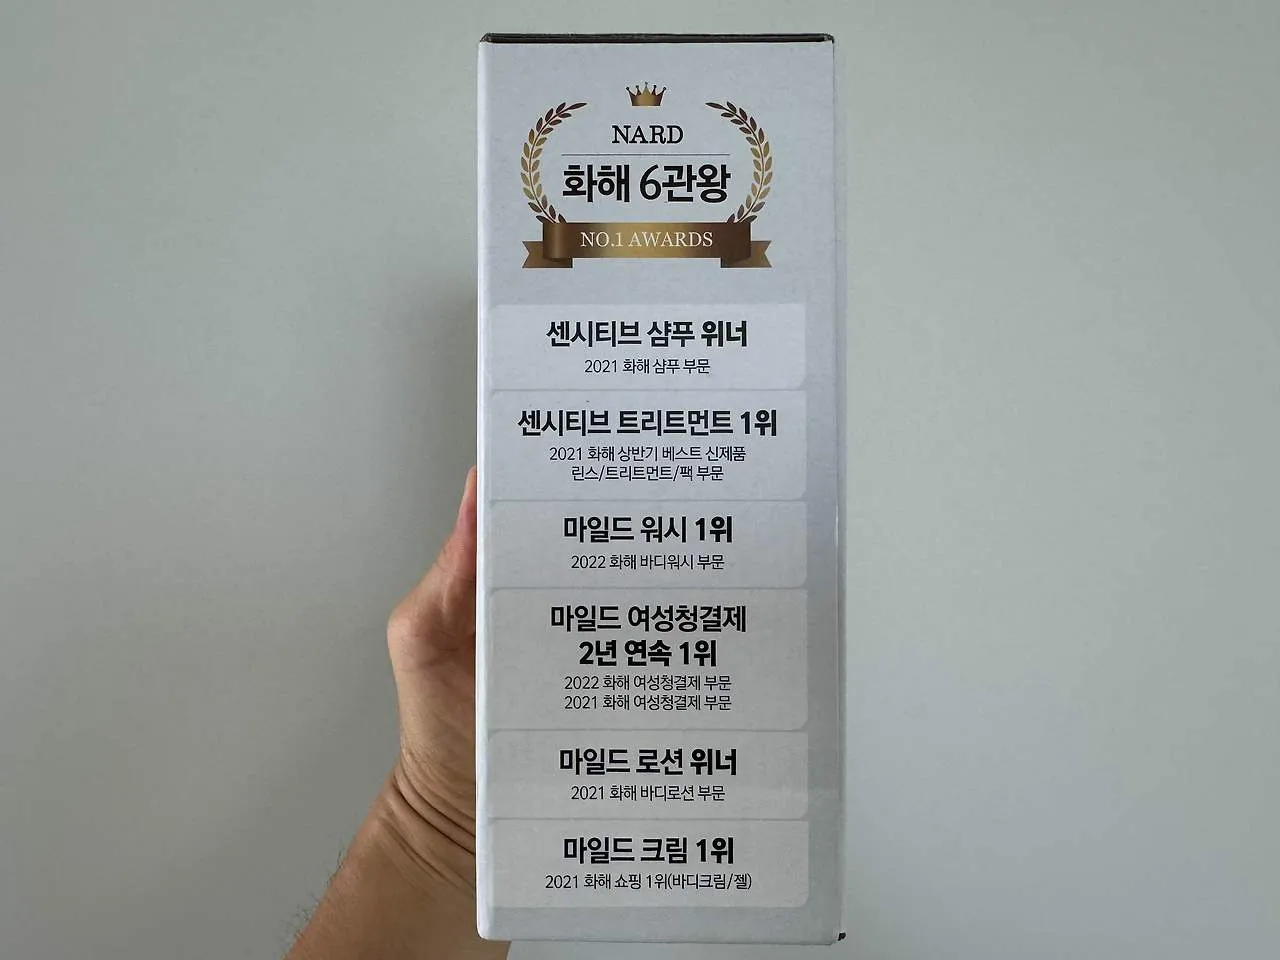 NARD
화해 6관왕
NO.1 AWARDS
센시티브 샴푸 위너
2021 화해 샴푸 부문
센시티브 트리트먼트 1위
2021 화해 상반기 베스트 신제품
린스/트리트먼트/팩 부문
마일드 워시 1위
2022 화해 바디워시 부문
마일드 여성청결제
2년 연속 1위
2022 화해 여성청결제 부문
2021 화해 여성청결제 부문
마일드 로션 위너
2021 화해 바디로션 부문
마일드 크림 1위
2021 화해 쇼핑 1위(바디크림/젤)